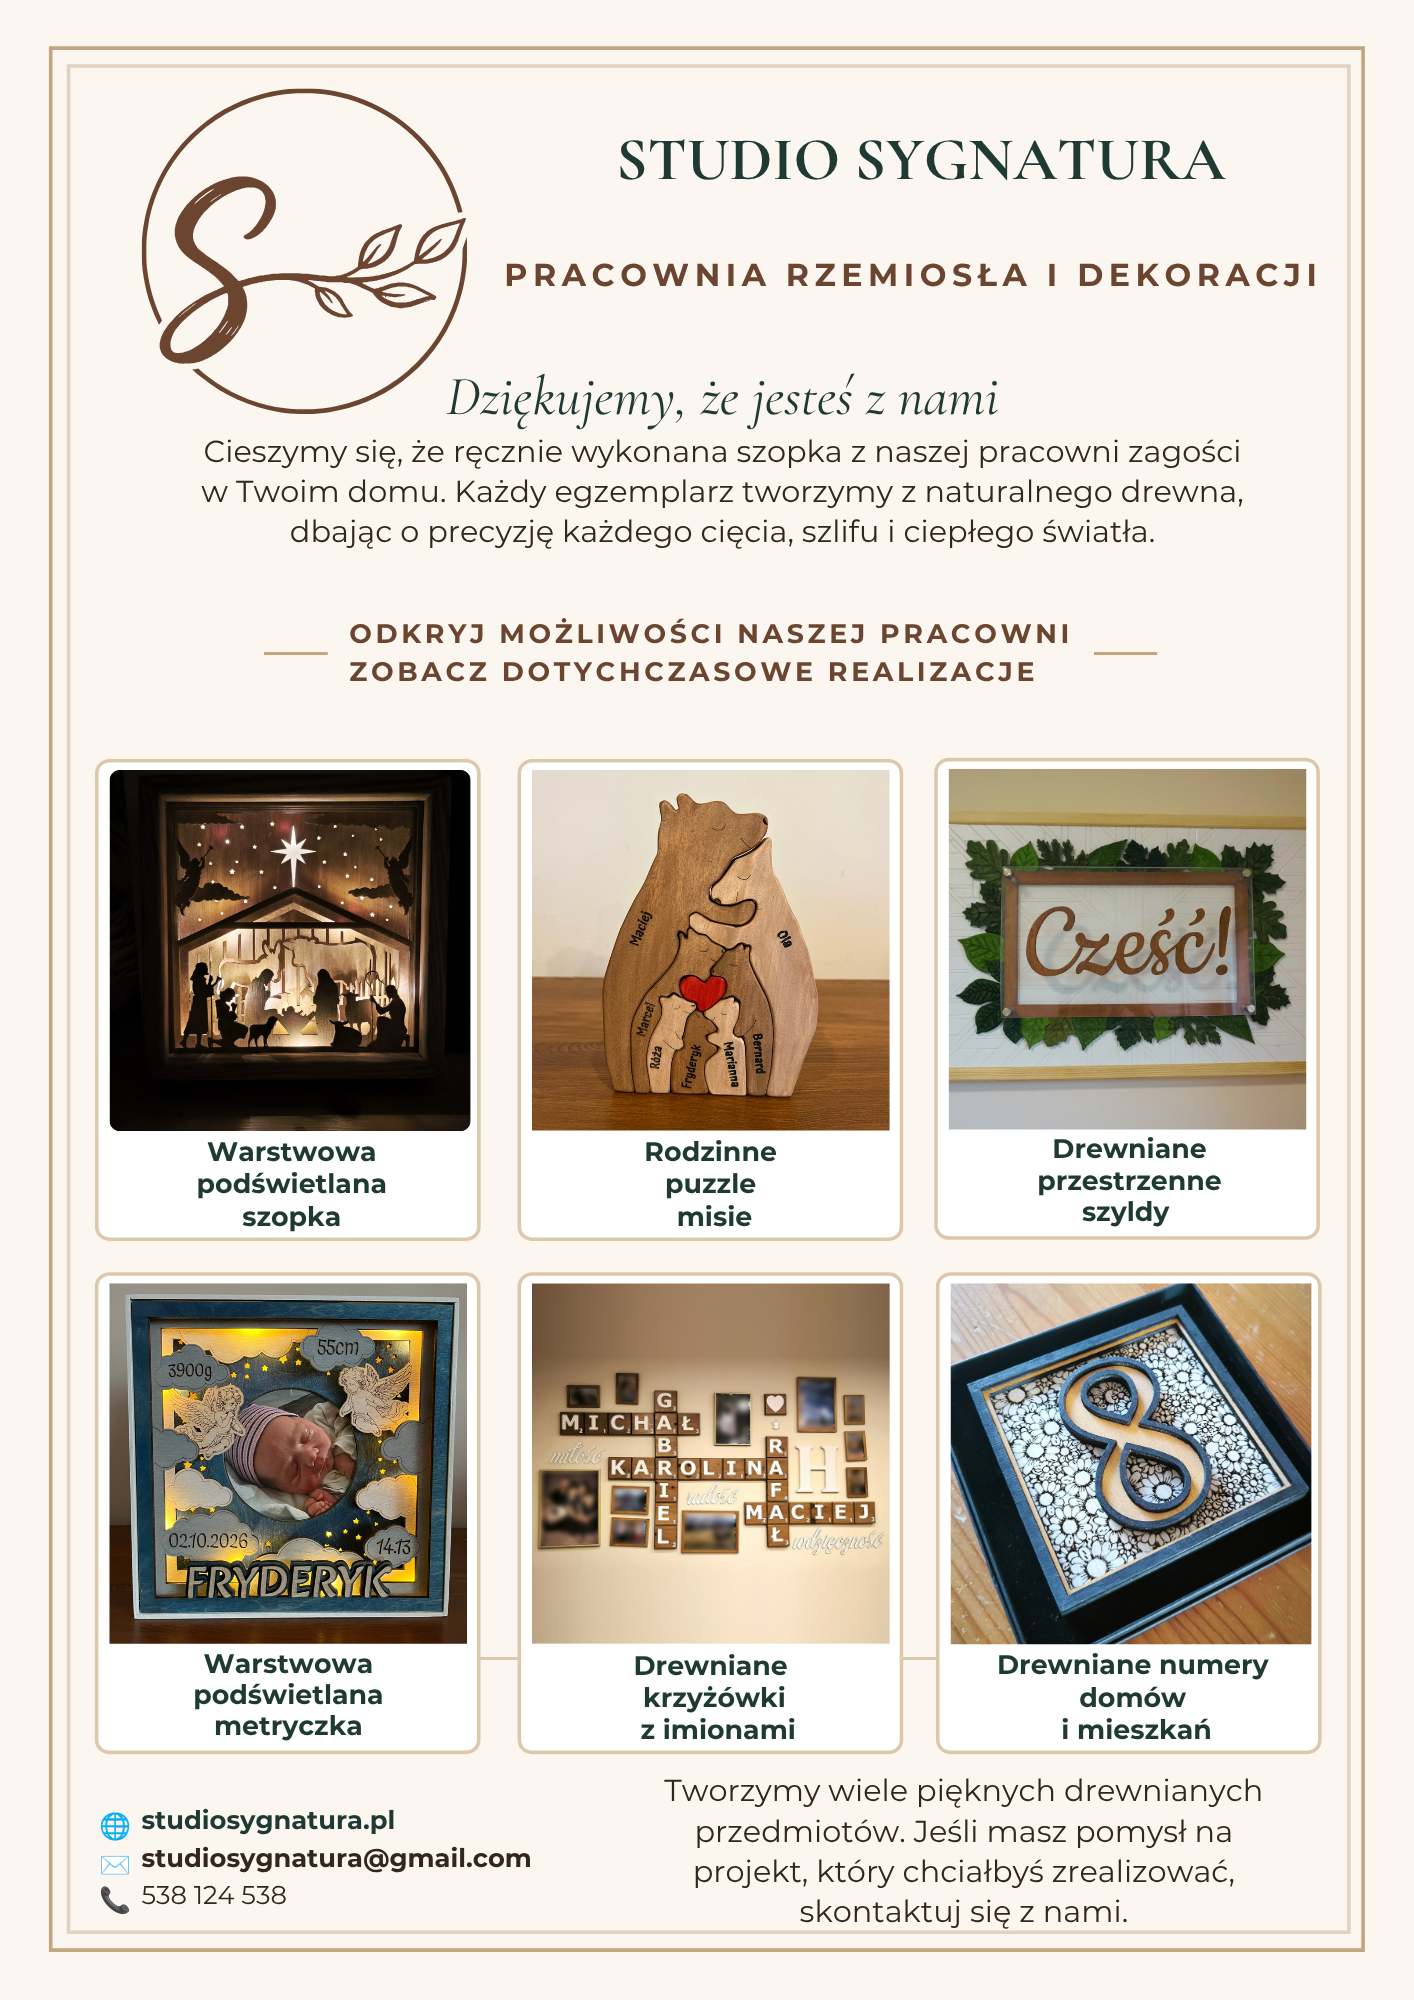 S
STUDIO SYGNATURA
PRACOWNIA RZEMIOSŁA I DEKORACJI
Dziękujemy, że jesteś z nami
Cieszymy się, że ręcznie wykonana szopka z naszej pracowni zagości
w Twoim domu. Każdy egzemplarz tworzymy z naturalnego drewna,
dbając o precyzję każdego cięcia, szlifu i ciepłego światła.
ODKRYJ MOŻLIWOŚCI NASZEJ PRACOWNI
ZOBACZ DOTYCHCZASOWE REALIZACJE
Warstwowa
podświetlana
szopka
Maciej
Ola
Marcel
Róża
Fryderyk
Marianna
Bernard
Rodzinne
puzzle
misie
Cześć!
Drewniane
przestrzenne
szyldy
55cm
3900g
02.10.2026
14.13
FRYDERYK
Warstwowa
podświetlana
metryczka
MICHAŁ
GABRIEL
miłość
KAROLINA
RAFAŁ
H
radość
MACIEJ
wdzięczność
Drewniane
krzyżówki
z imionami
8
Drewniane numery
domów
i mieszkań
studiosygnatura.pl
studiosygnatura@gmail.com
538 124 538
Tworzymy wiele pięknych drewnianych
przedmiotów. Jeśli masz pomysł na
projekt, który chciałbyś zrealizować,
skontaktuj się z nami.